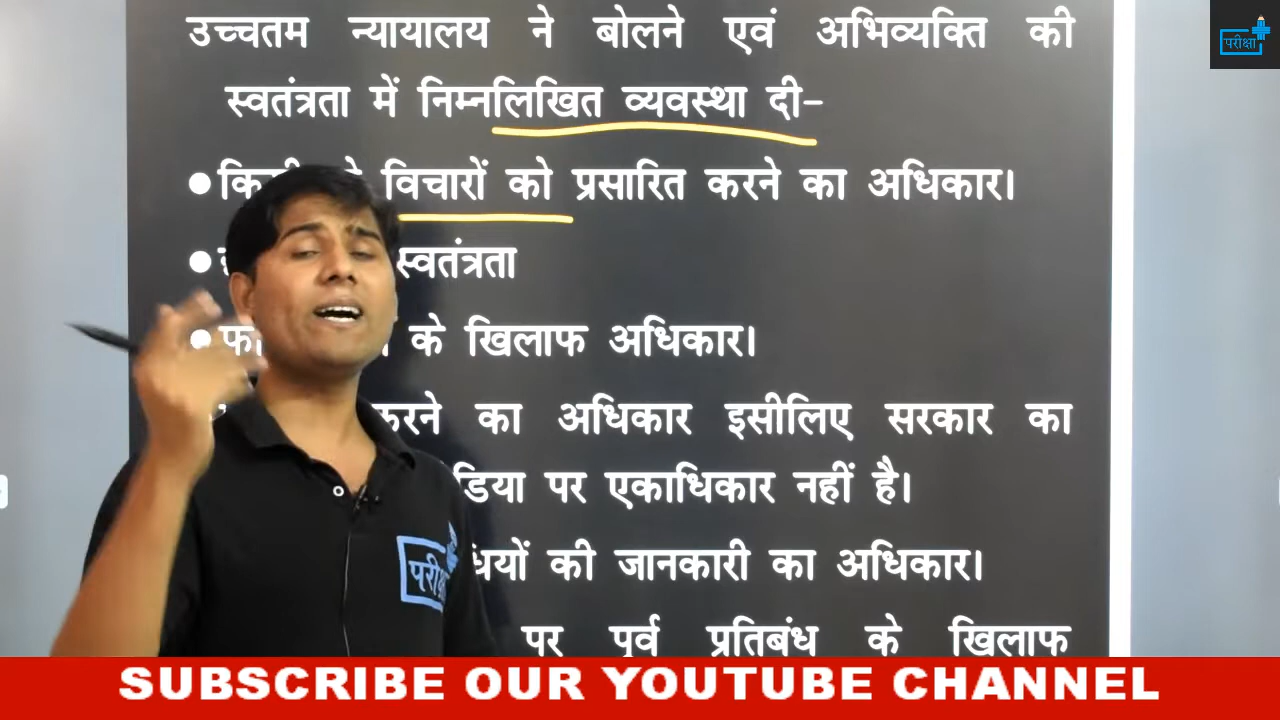 उच्चतम न्यायालय ने बोलने एवं अभिव्यक्ति की
परीक्षा
स्वतंत्रता में निम्नलिखित व्यवस्था दी-
विचारों को प्रसारित करने का अधिकार।
स्वतंत्रता
के खिलाफ अधिकार।
करने का अधिकार इसीलिए सरकार का
पर एकाधिकार नहीं है।
की जानकारी का अधिकार।
परीक्षा
पर पूर्व प्रतिबंध के खिलाफ
SUBSCRIBE OUR YOUTUBE CHANNEL